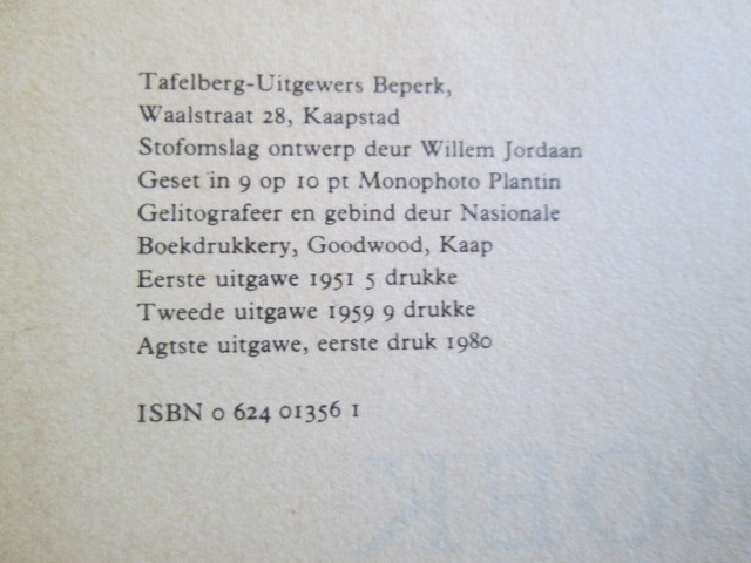 Tafelberg-Uitgewers Beperk,
Waalstraat 28, Kaapstad
Stofomslag ontwerp deur Willem Jordaan
Geset in 9 op 10 pt Monophoto Plantin
Gelitografeer en gebind deur Nasionale
Boekdrukkery, Goodwood, Kaap
Eerste uitgawe 1951 5 drukke
Tweede uitgawe 1959 9 drukke
Agtste uitgawe, eerste druk 1980
ISBN 0 624 01356 1